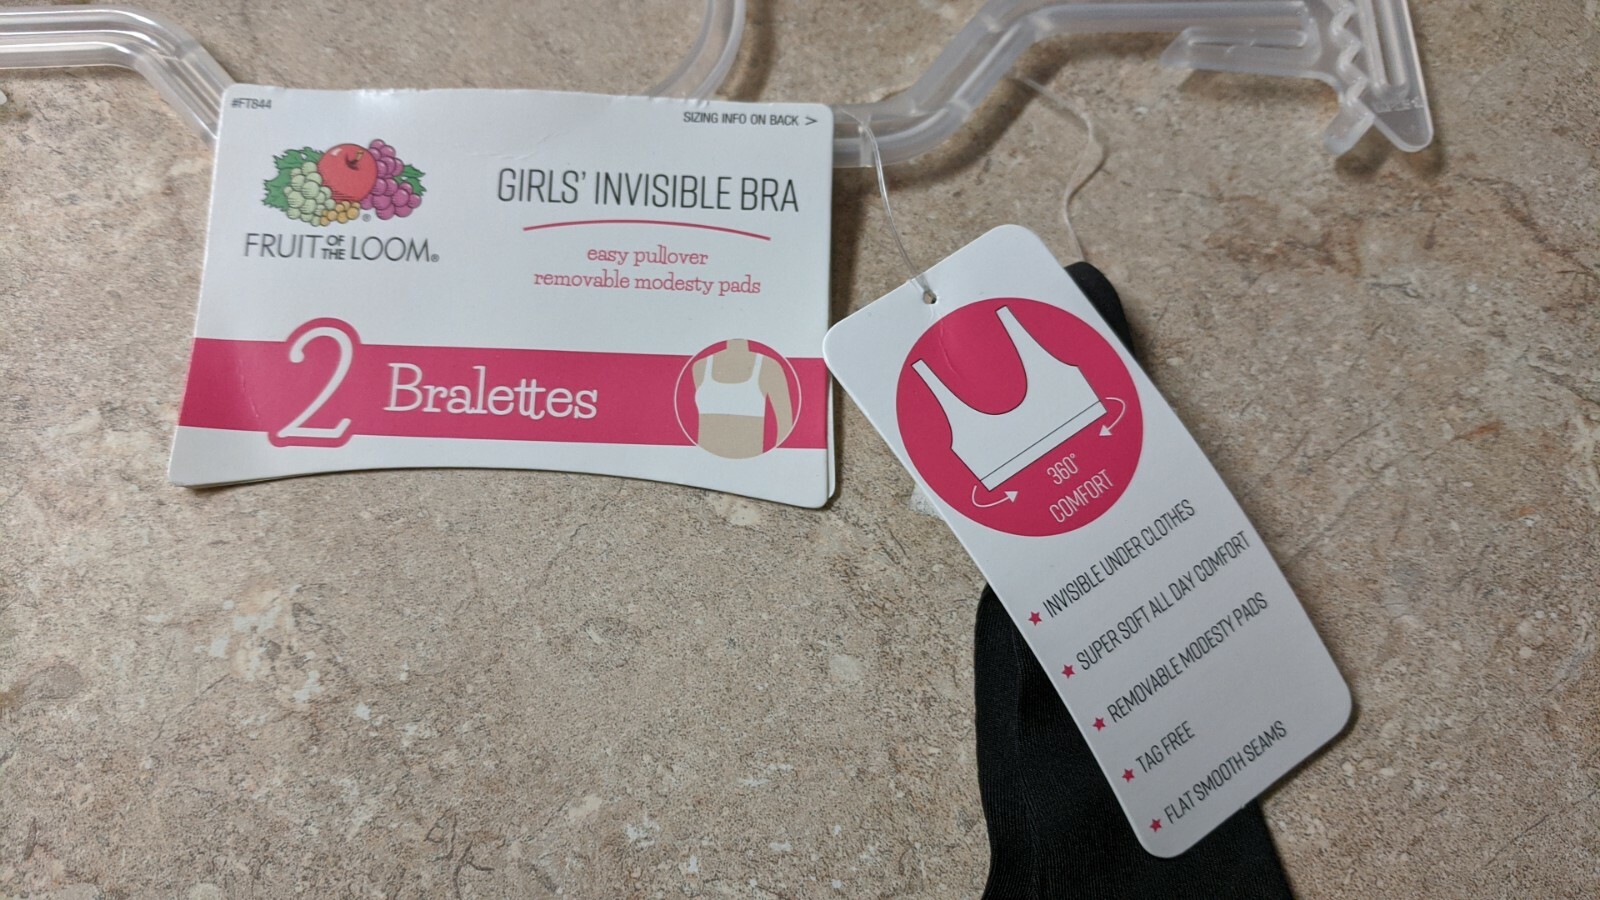 #FT844
SIZING INFO ON BACK >
FRUIT OF THE LOOM®
GIRLS' INVISIBLE BRA
easy pullover
removable modesty pads
2 Bralettes
360°
COMFORT
★ INVISIBLE UNDER CLOTHES
★ SUPER SOFT ALL DAY COMFORT
★ REMOVABLE MODESTY PADS
★ TAG FREE
★ FLAT SMOOTH SEAMS